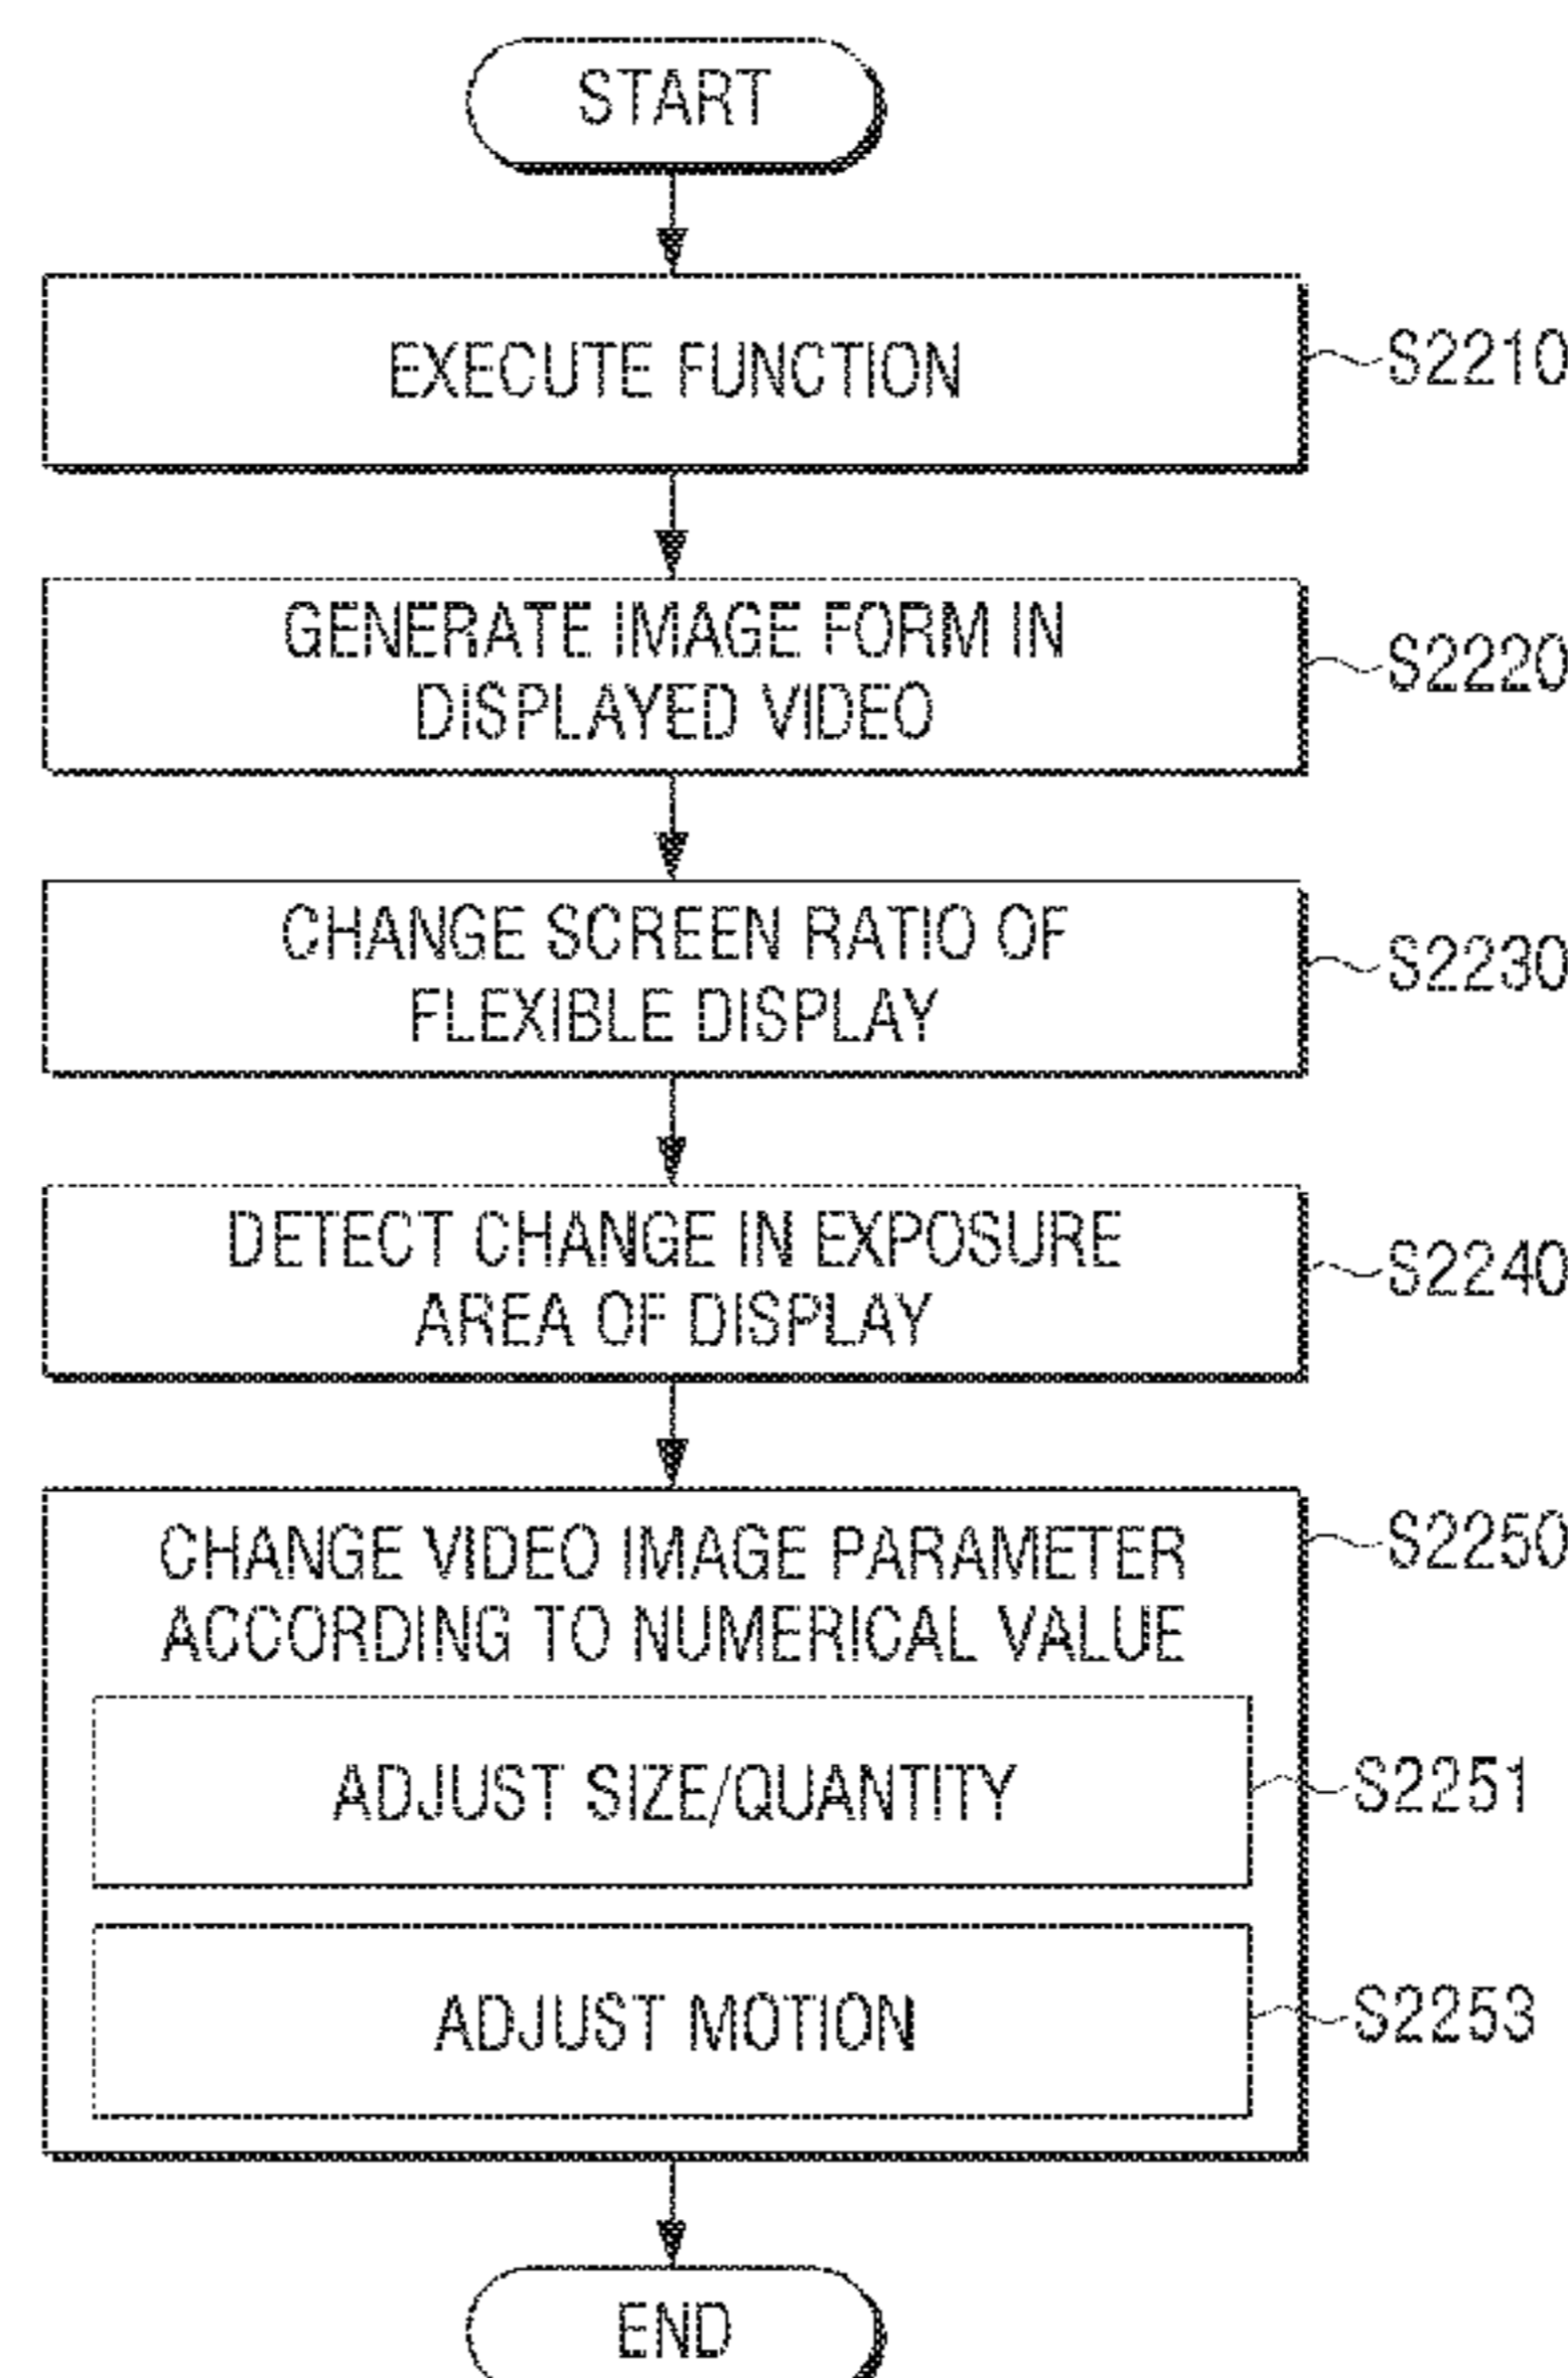 START
EXECUTE FUNCTION
S2210
GENERATE IMAGE FORM IN
DISPLAYED VIDEO
S2220
CHANGE SCREEN RATIO OF
FLEXIBLE DISPLAY
S2230
DETECT CHANGE IN EXPOSURE
AREA OF DISPLAY
S2240
CHANGE VIDEO IMAGE PARAMETER
ACCORDING TO NUMERICAL VALUE
S2250
ADJUST SIZE/QUANTITY
S2251
ADJUST MOTION
S2253
END